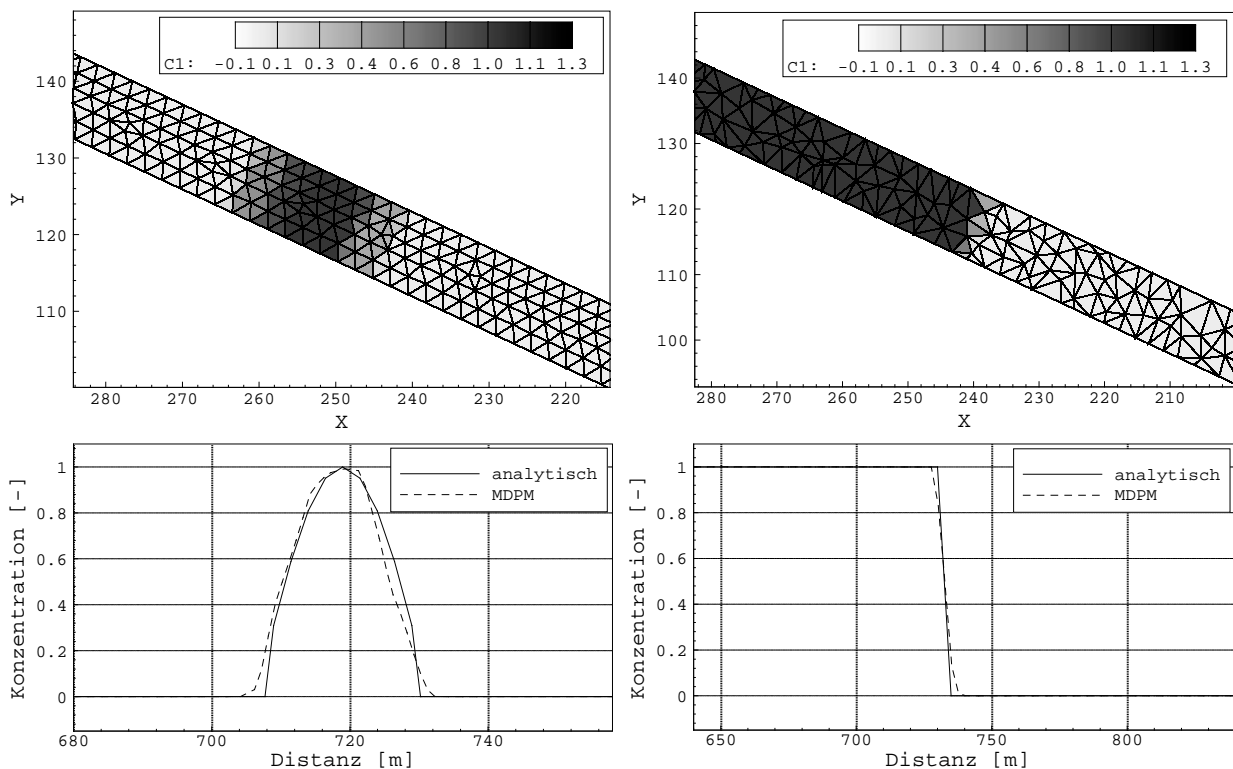 C1: -0.1 0.1 0.3 0.4 0.6 0.8 1.0 1.1 1.3
140
130
120
110
Y
280 270 260 250 240 230 220
X
C1: -0.1 0.1 0.3 0.4 0.6 0.8 1.0 1.1 1.3
140
130
120
110
100
Y
280 270 260 250 240 230 220 210
X
analytisch
MDPM
1
0.8
0.6
0.4
0.2
0
Konzentration [-]
680 700 720 740
Distanz [m]
analytisch
MDPM
1
0.8
0.6
0.4
0.2
0
Konzentration [-]
650 700 750 800
Distanz [m]